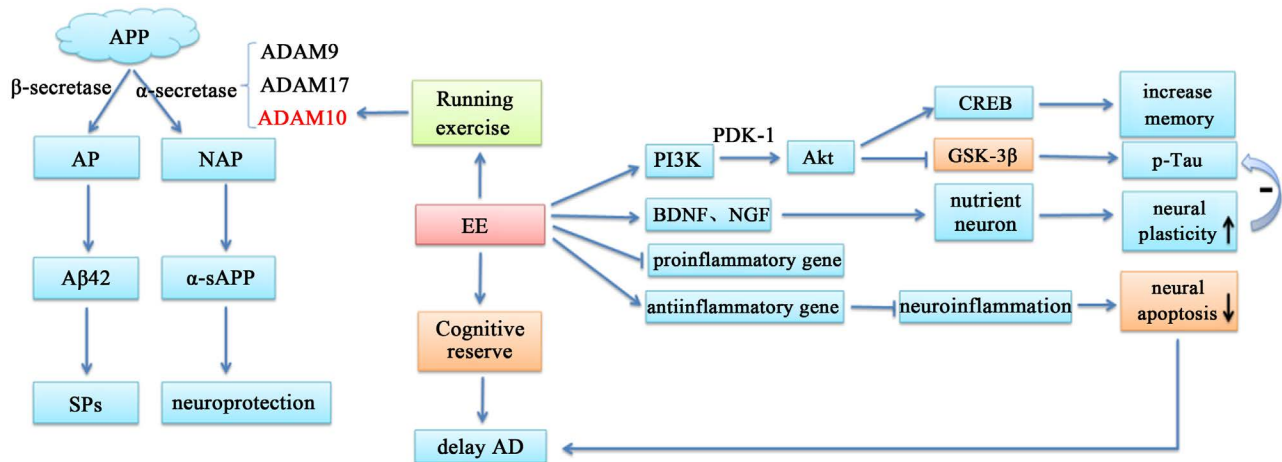 APP
β-secretase
α-secretase
ADAM9
ADAM17
ADAM10
AP
NAP
Aβ42
α-sAPP
SPs
neuroprotection
Running
exercise
EE
Cognitive
reserve
delay AD
PI3K
PDK-1
Akt
CREB
increase
memory
GSK-3β
p-Tau
-
BDNF、NGF
nutrient
neuron
neural
plasticity
proinflammatory gene
antiinflammatory gene
neuroinflammation
neural
apoptosis